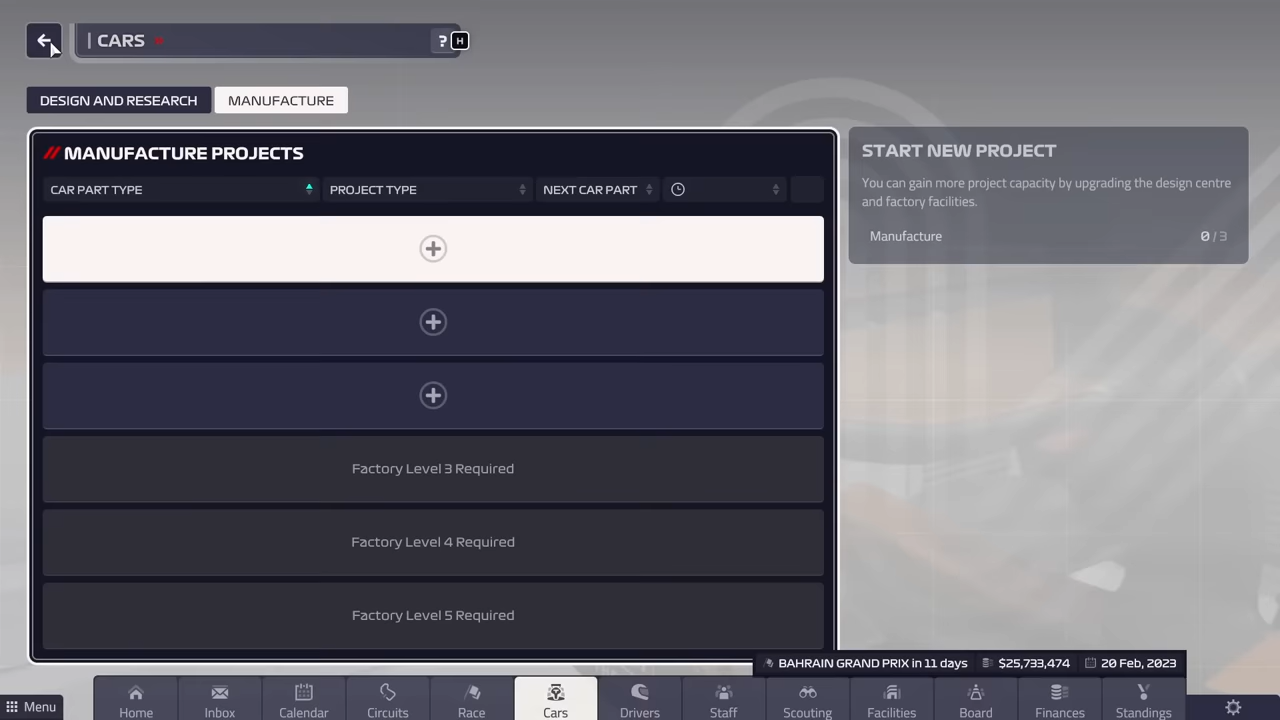 | CARS
? H
DESIGN AND RESEARCH
MANUFACTURE
MANUFACTURE PROJECTS
CAR PART TYPE
PROJECT TYPE
NEXT CAR PART
Factory Level 3 Required
Factory Level 4 Required
Factory Level 5 Required
START NEW PROJECT
You can gain more project capacity by upgrading the design centre
and factory facilities.
Manufacture 0 / 3
BAHRAIN GRAND PRIX in 11 days
$25,733,474
20 Feb, 2023
Menu
Home
Inbox
Calendar
Circuits
Race
Cars
Drivers
Staff
Scouting
Facilities
Board
Finances
Standings